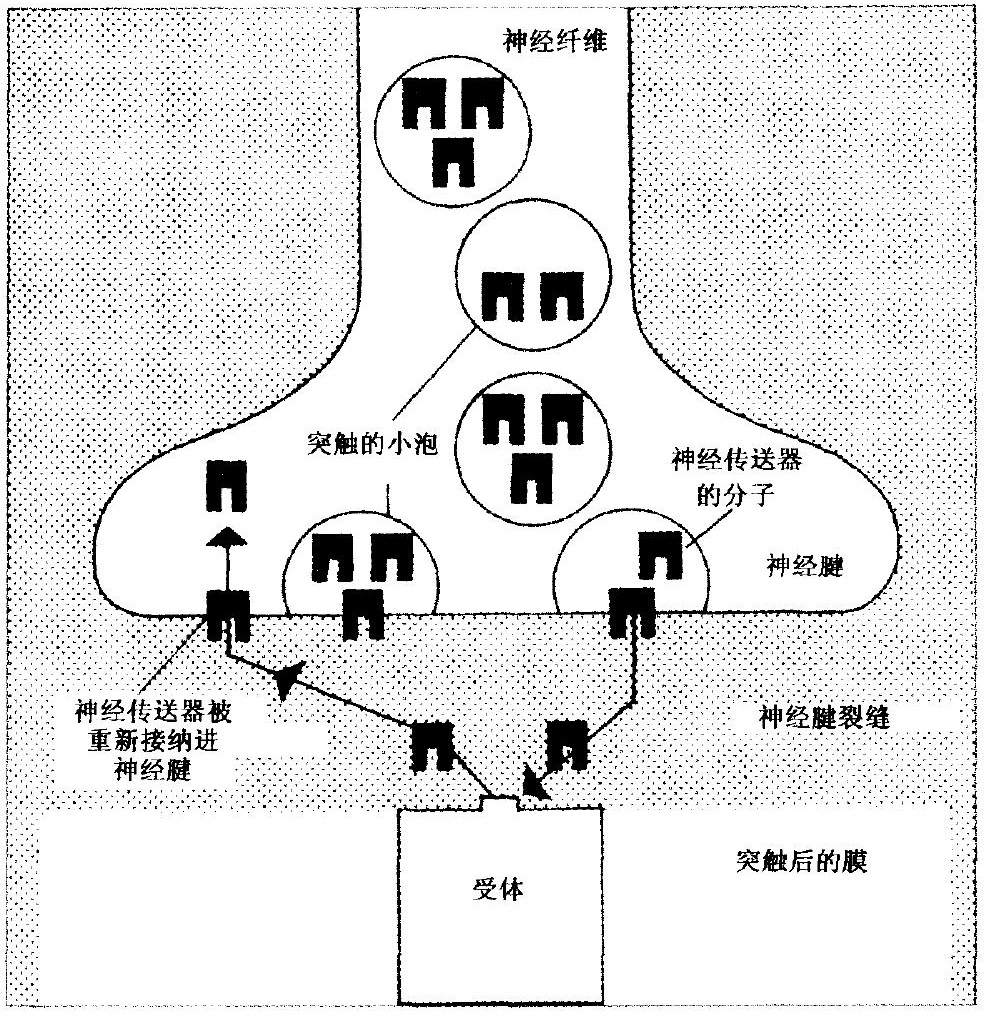 神经纤维
突触的小泡
神经传送器
的分子
神经腱
神经传送器被
重新接纳进
神经腱
神经腱裂缝
突触后的膜
受体